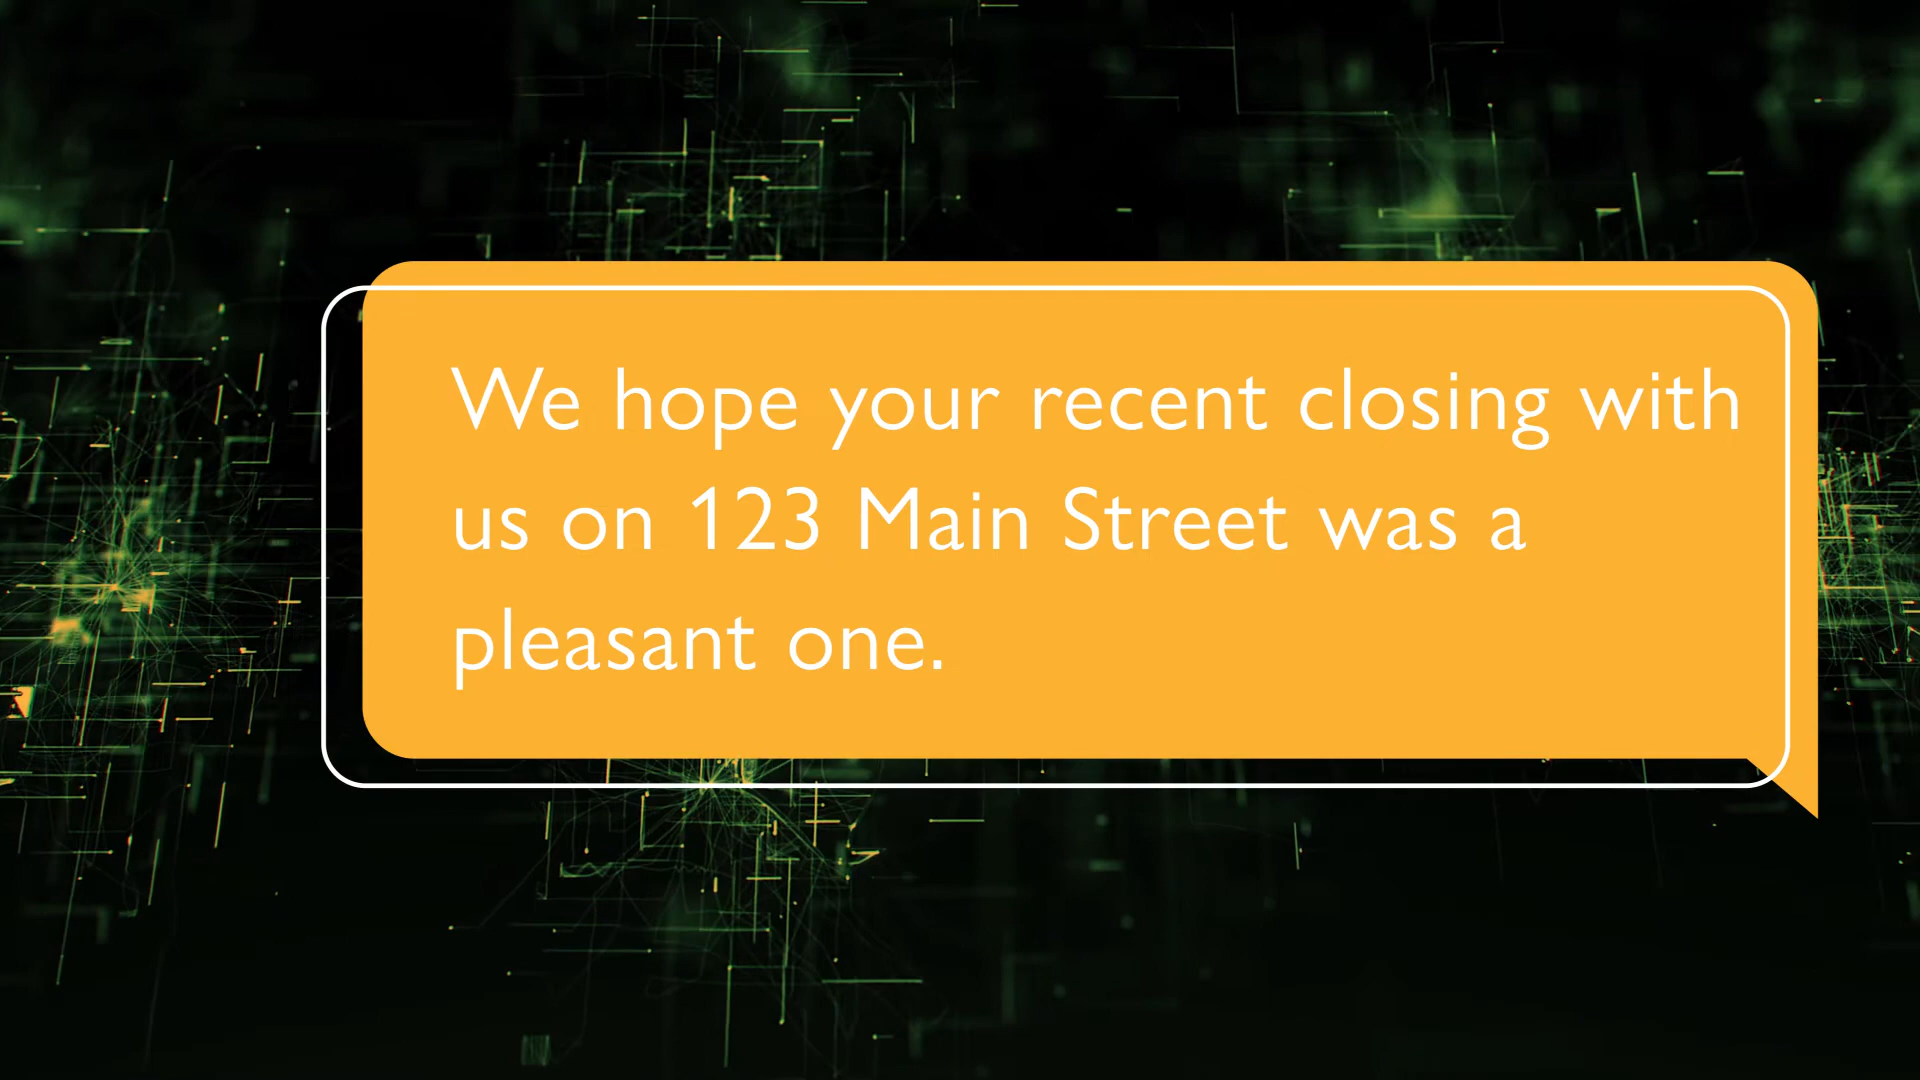 We hope your recent closing with
us on 123 Main Street was a
pleasant one.